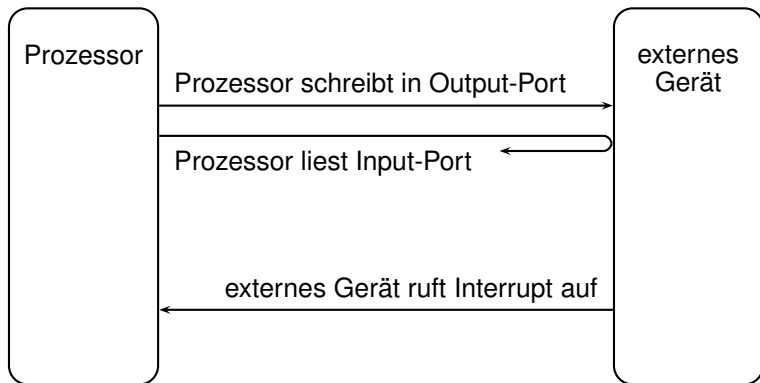 Prozessor
externes
Gerät
Prozessor schreibt in Output-Port
Prozessor liest Input-Port
externes Gerät ruft Interrupt auf